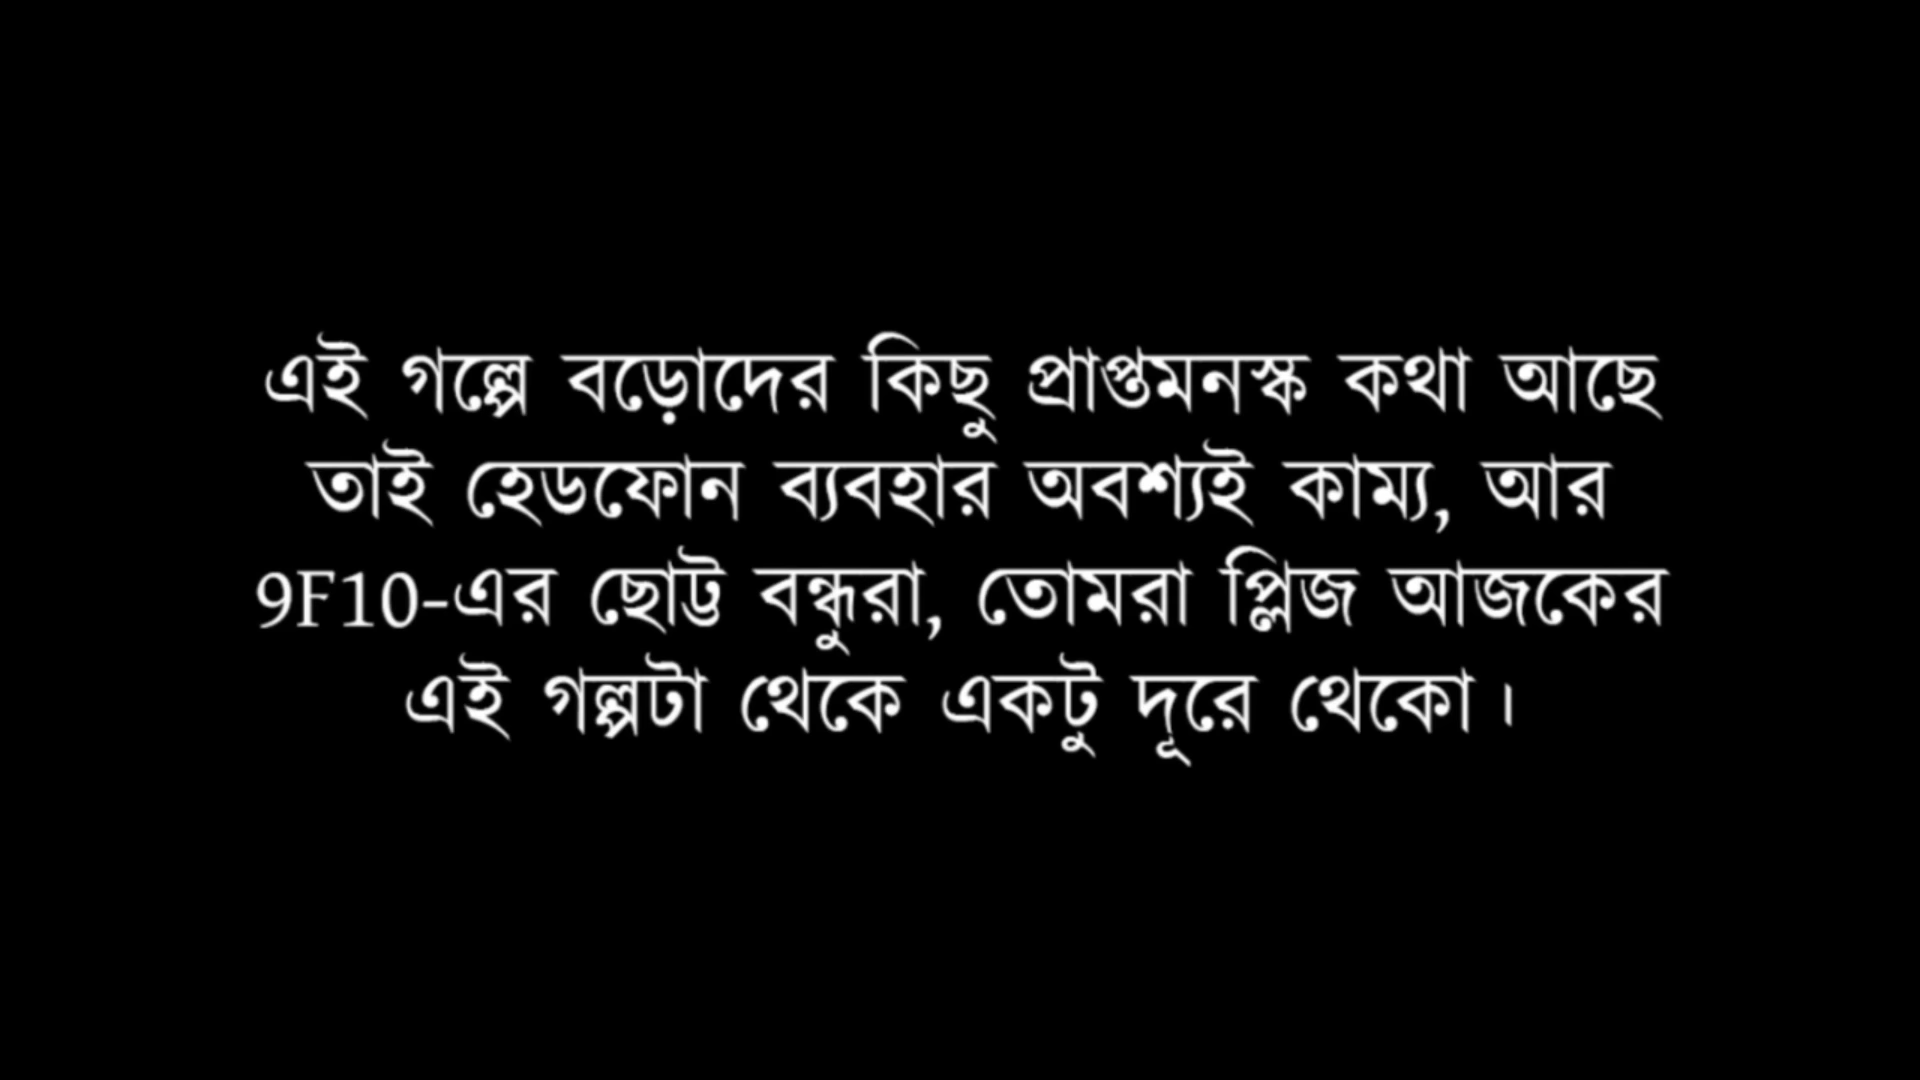 এই গল্পে বড়োদের কিছু প্রাপ্তমনস্ক কথা আছে
তাই হেডফোন ব্যবহার অবশ্যই কাম্য, আর
9F10-এর ছোট্ট বন্ধুরা, তোমরা প্লিজ আজকের
এই গল্পটা থেকে একটু দূরে থেকো।